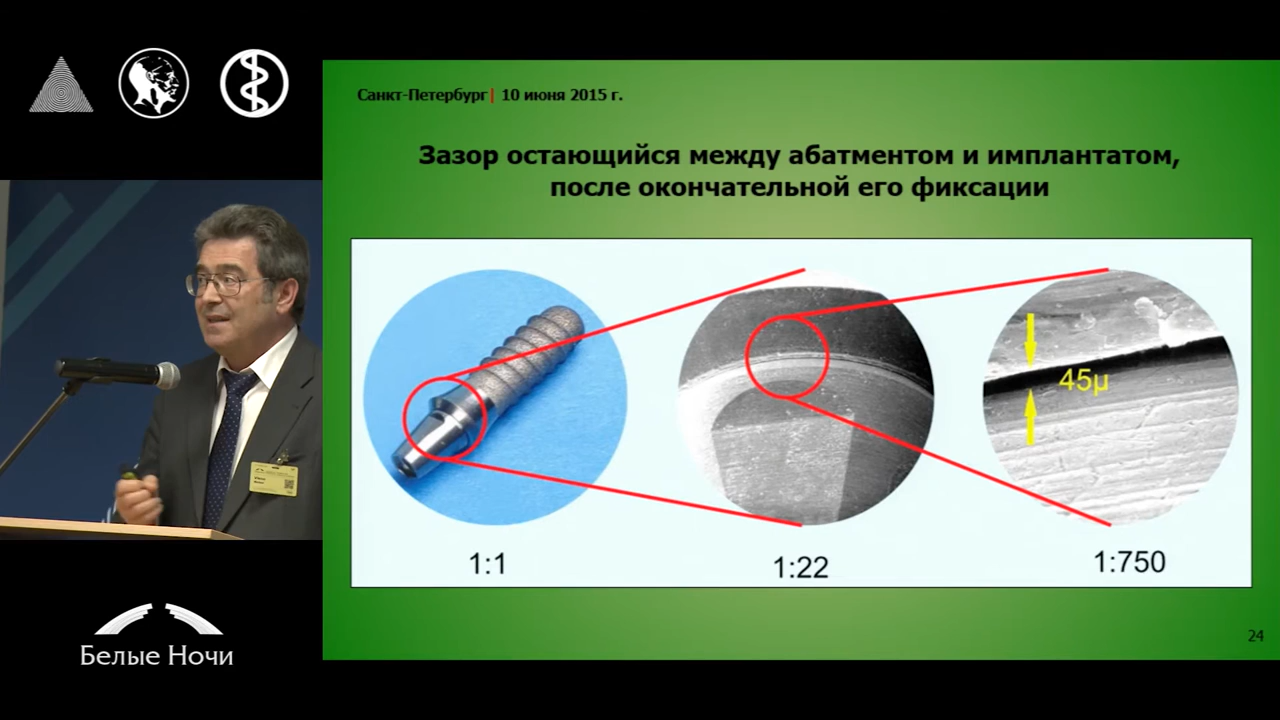 Санкт-Петербург| 10 июня 2015 г.
Зазор остающийся между абатментом и имплантатом,
после окончательной его фиксации
45µ
1:1
1:22
1:750
24
Белые Ночи